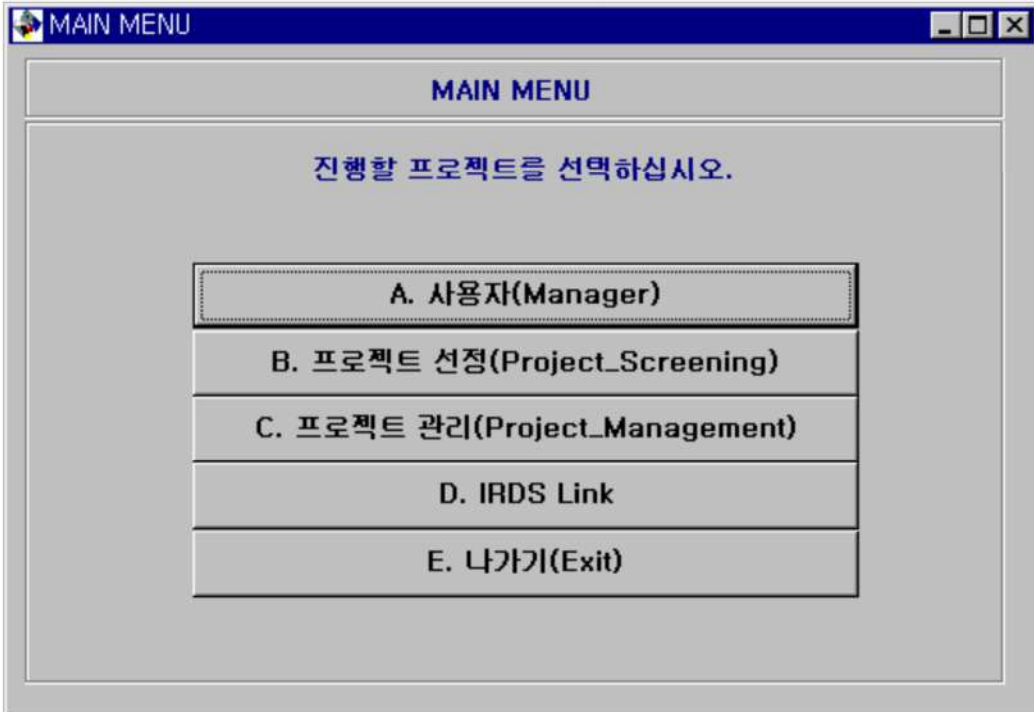 MAIN MENU
MAIN MENU
진행할 프로젝트를 선택하십시오.
A. 사용자(Manager)
B. 프로젝트 선정(Project_Screening)
C. 프로젝트 관리(Project_Management)
D. IRDS Link
E. 나가기(Exit)